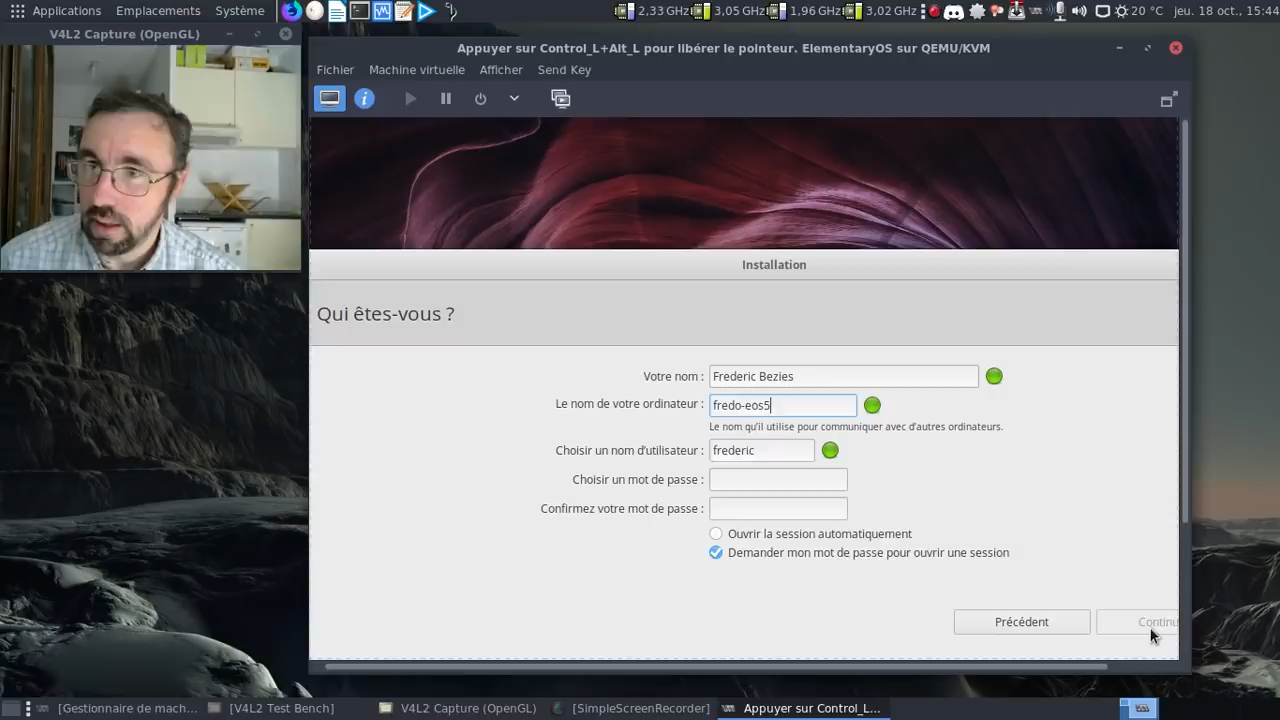 Applications Emplacements Système 2,33 GHz 3,05 GHz 1,96 GHz 3,02 GHz 20 °C jeu. 18 oct., 15:44
V4L2 Capture (OpenGL)
Appuyer sur Control_L+Alt_L pour libérer le pointeur. ElementaryOS sur QEMU/KVM
Fichier Machine virtuelle Afficher Send Key
Installation
Qui êtes-vous ?
Votre nom : Frederic Bezies
Le nom de votre ordinateur : fredo-eos5
Le nom qu'il utilise pour communiquer avec d'autres ordinateurs.
Choisir un nom d'utilisateur : frederic
Choisir un mot de passe :
Confirmez votre mot de passe :
Ouvrir la session automatiquement
Demander mon mot de passe pour ouvrir une session
Précédent Continu
[Gestionnaire de mach... [V4L2 Test Bench] V4L2 Capture (OpenGL) [SimpleScreenRecorder] Appuyer sur Control_L...